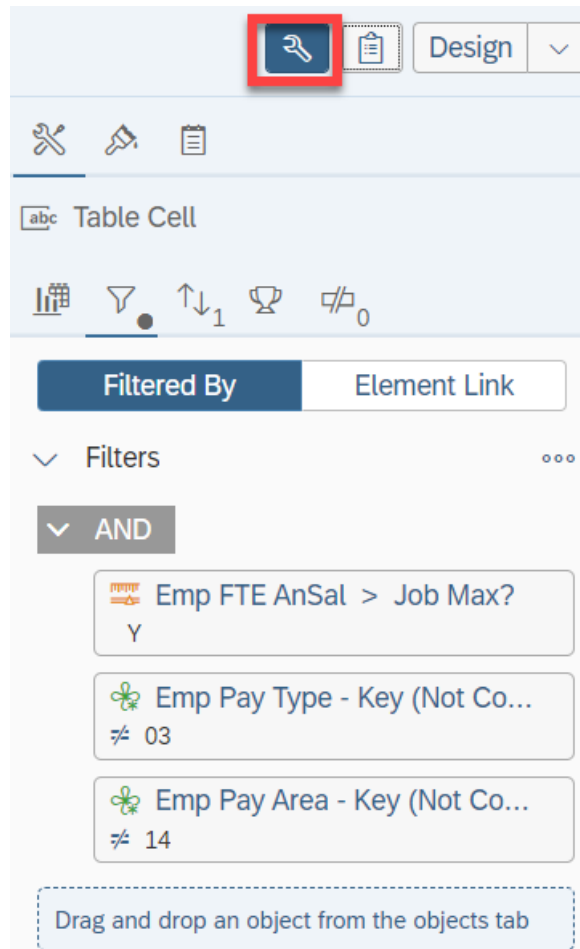 Design
abc Table Cell
1
0
Filtered By Element Link
Filters
AND
Emp FTE AnSal > Job Max?
Y
Emp Pay Type - Key (Not Co...
≠ 03
Emp Pay Area - Key (Not Co...
≠ 14
Drag and drop an object from the objects tab